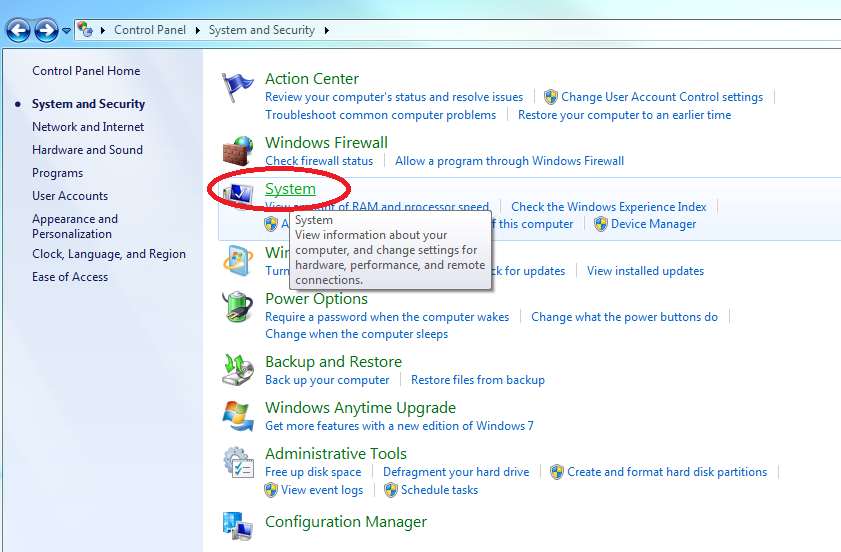 Control Panel System and Security
Control Panel Home
System and Security
Network and Internet
Hardware and Sound
Programs
User Accounts
Appearance and
Personalization
Clock, Language, and Region
Ease of Access
Action Center
Review your computer's status and resolve issues Change User Account Control settings
Troubleshoot common computer problems Restore your computer to an earlier time
Windows Firewall
Check firewall status Allow a program through Windows Firewall
System
View amount of RAM and processor speed Check the Windows Experience Index
of this computer Device Manager
System
View information about your
computer, and change settings for
hardware, performance, and remote
connections.
for updates View installed updates
Power Options
Require a password when the computer wakes Change what the power buttons do
Change when the computer sleeps
Backup and Restore
Back up your computer Restore files from backup
Windows Anytime Upgrade
Get more features with a new edition of Windows 7
Administrative Tools
Free up disk space Defragment your hard drive Create and format hard disk partitions
View event logs Schedule tasks
Configuration Manager